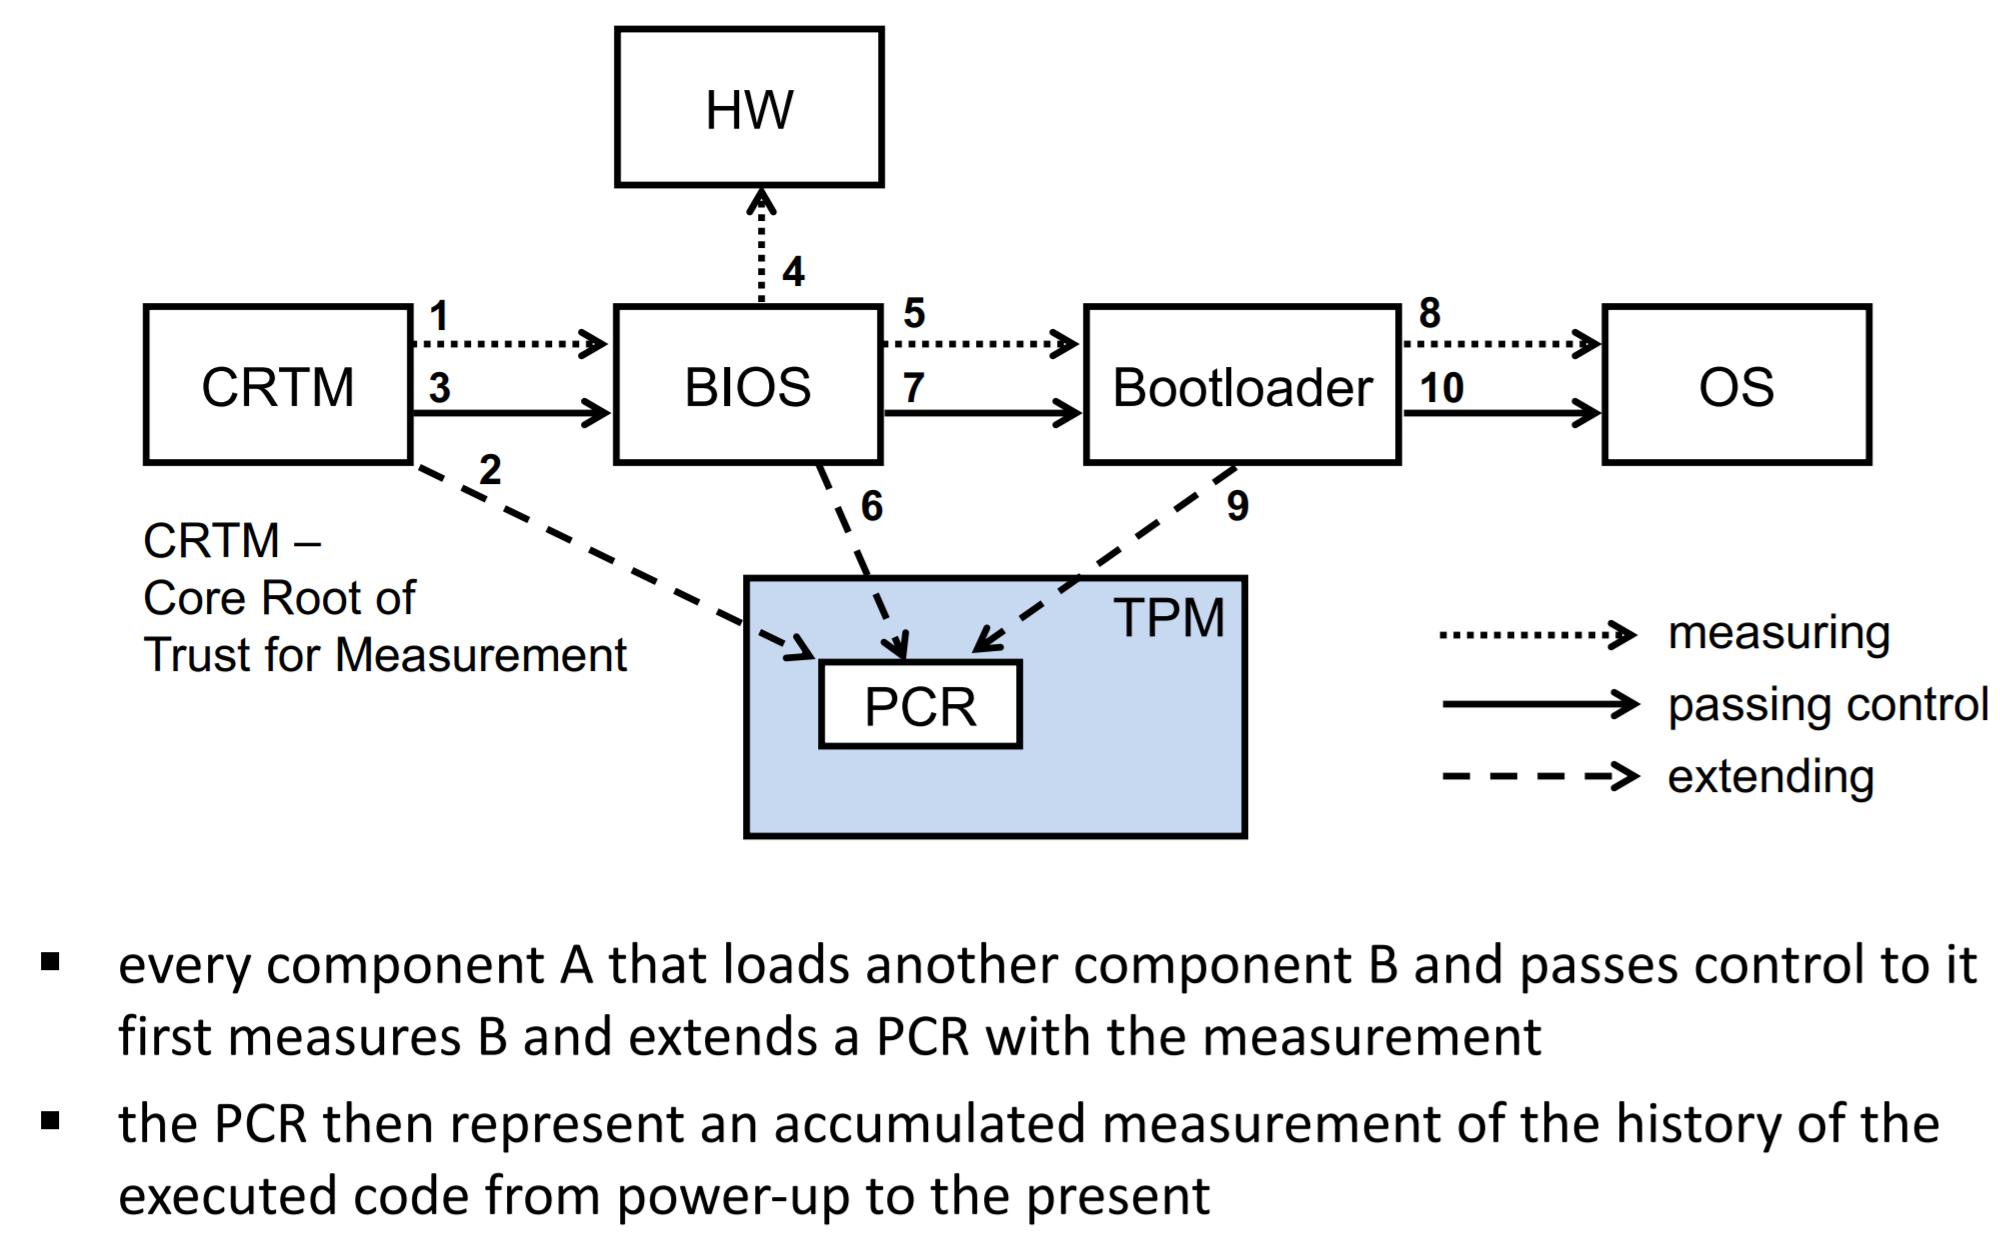 HW
4
1
5
8
CRTM
3
BIOS
7
Bootloader
10
OS
2
6
9
CRTM –
Core Root of
Trust for Measurement
TPM
PCR
measuring
passing control
extending
▪ every component A that loads another component B and passes control to it
first measures B and extends a PCR with the measurement
▪ the PCR then represent an accumulated measurement of the history of the
executed code from power-up to the present